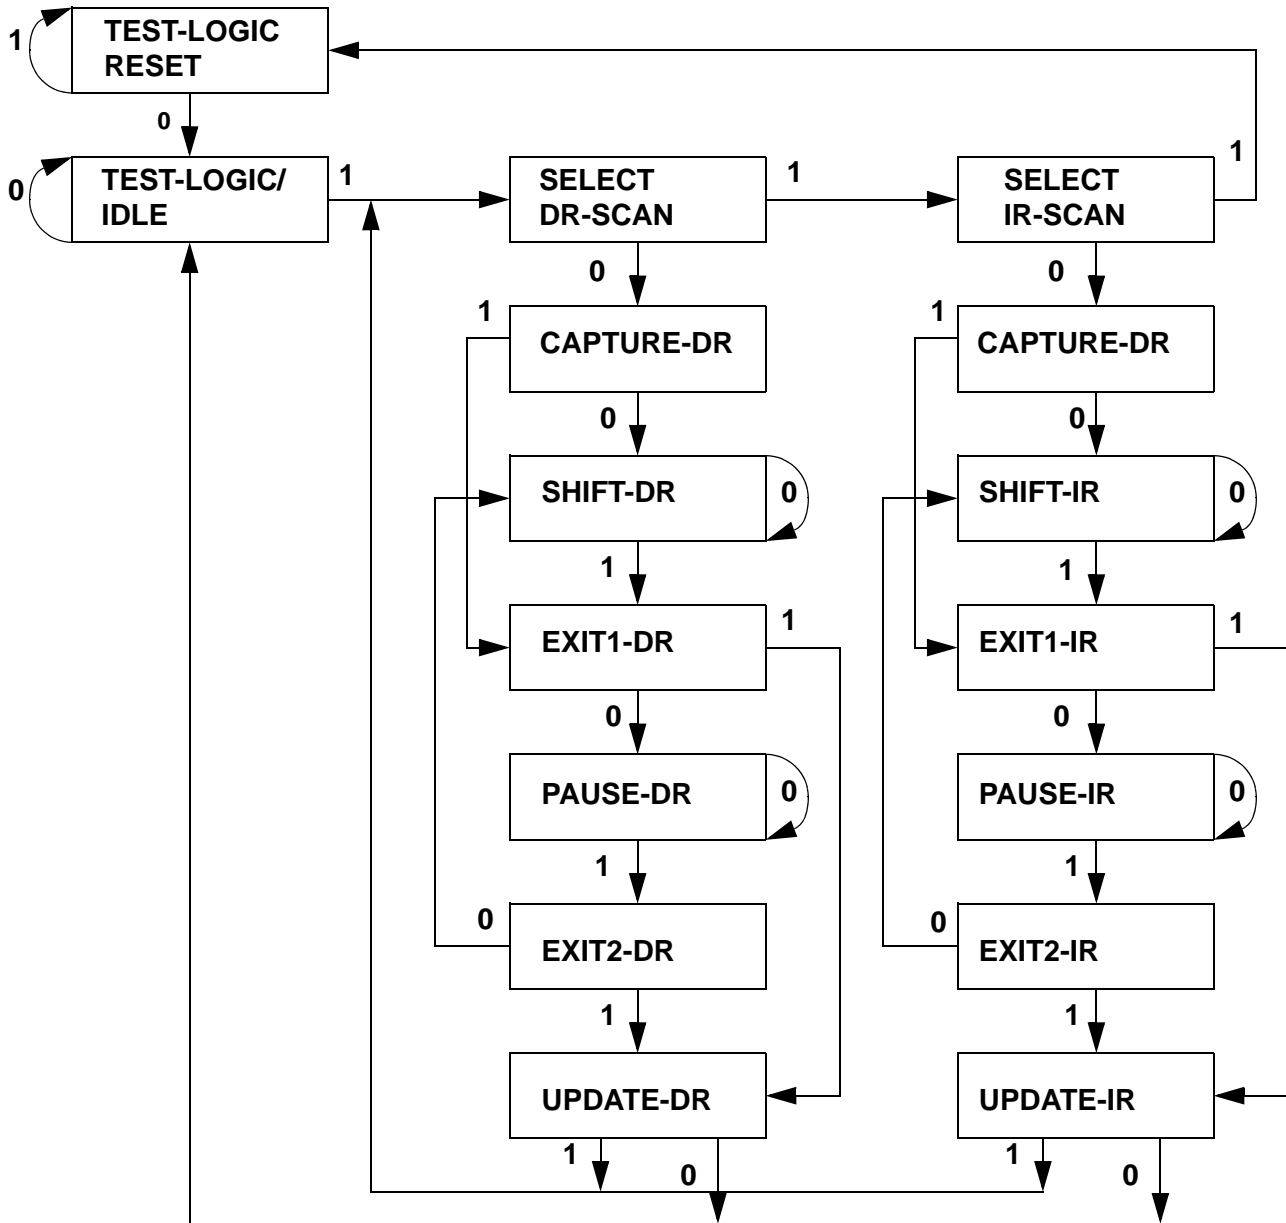 1
TEST-LOGIC
RESET
0
0
TEST-LOGIC/
IDLE
1
SELECT
DR-SCAN
1
SELECT
IR-SCAN
1
0
0
1
CAPTURE-DR
1
CAPTURE-DR
0
0
SHIFT-DR
0
SHIFT-IR
0
1
1
EXIT1-DR
1
EXIT1-IR
1
0
0
PAUSE-DR
0
PAUSE-IR
0
1
1
0
EXIT2-DR
0
EXIT2-IR
1
1
UPDATE-DR
UPDATE-IR
1
0
1
0